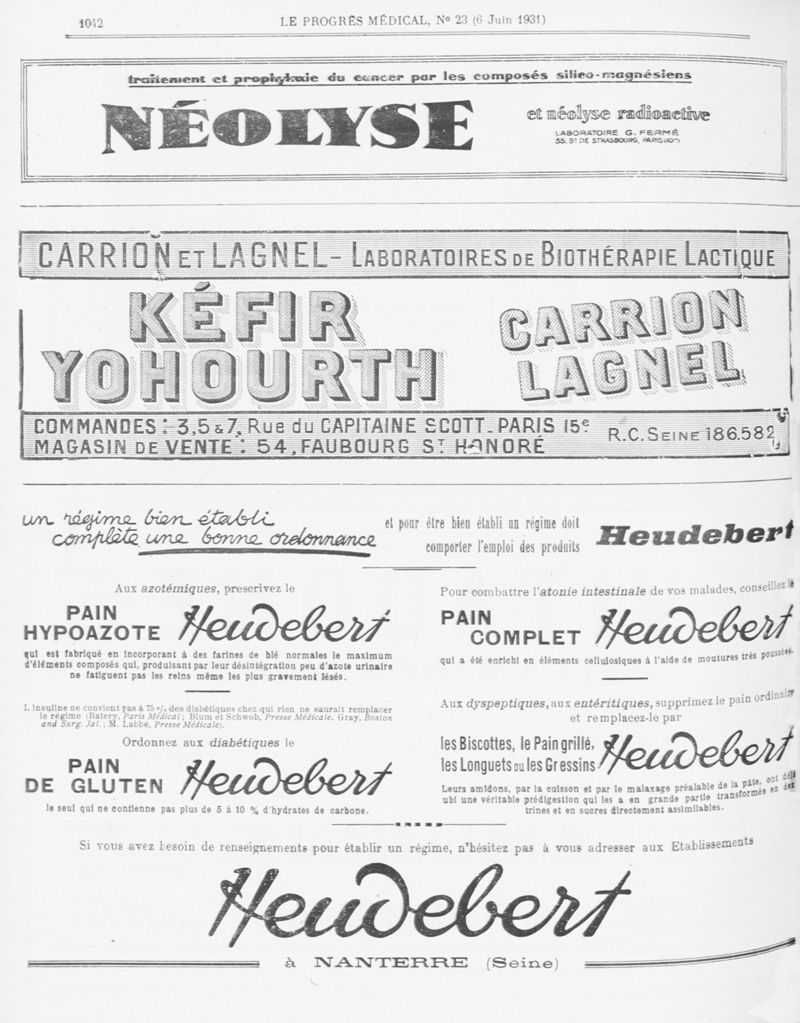 1042
LE PROGRÈS MÉDICAL, No 23 (6 Juin 1931)
traitement et prophylaxie du cancer par les composés silico-magnésiens
NÉOLYSE
et néolyse radioactive
LABORATOIRE G. FERMÉ
55, Bd DE STRASBOURG, PARIS (10e)
CARRION ET LAGNEL - LABORATOIRES DE BIOTHÉRAPIE LACTIQUE
KÉFIR
YOHOURTH
CARRION
LAGNEL
COMMANDES : 3,5 & 7, Rue du CAPITAINE SCOTT_PARIS 15e
MAGASIN DE VENTE : 54, FAUBOURG ST HONORÉ
R.C. SEINE 186.582
un régime bien établi
complète une bonne ordonnance
et pour être bien établi un régime doit
comporter l'emploi des produits
Heudebert
Aux azotémiques, prescrivez le
PAIN
HYPOAZOTE
Heudebert
qui est fabriqué en incorporant à des farines de blé normales le maximum
d'éléments composés qui, produisant par leur désintégration peu d'azote urinaire
ne fatiguent pas les reins même les plus gravement lésés.
L'insuline ne convient pas à 75 %, des diabétiques chez qui rien ne saurait remplacer
le régime (Ratery, Paris Médical ; Blum et Schwob, Presse Médicale. Gray, Boston
and Surg. Jal. ; M. Labbé, Presse Médicale).
Ordonnez aux diabétiques le
PAIN
DE GLUTEN
Heudebert
le seul qui ne contienne pas plus de 5 à 10 % d'hydrates de carbone.
Pour combattre l'atonie intestinale de vos malades, conseillez le
PAIN
COMPLET
Heudebert
qui a été enrichi en éléments cellulosiques à l'aide de moutures très poussées.
Aux dyspeptiques, aux entéritiques, supprimez le pain ordinaire
et remplacez-le par
les Biscottes, le Pain grillé,
les Longuets ou les Gressins
Heudebert
Leurs amidons, par la cuisson et par le malaxage préalable de la pâte, ont déjà
ubi une véritable prédigestion qui les a en grande partie transformés en dex
trines et en sucres directement assimilables.
Si vous avez besoin de renseignements pour établir un régime, n'hésitez pas à vous adresser aux Etablissements
Heudebert
à NANTERRE (Seine)